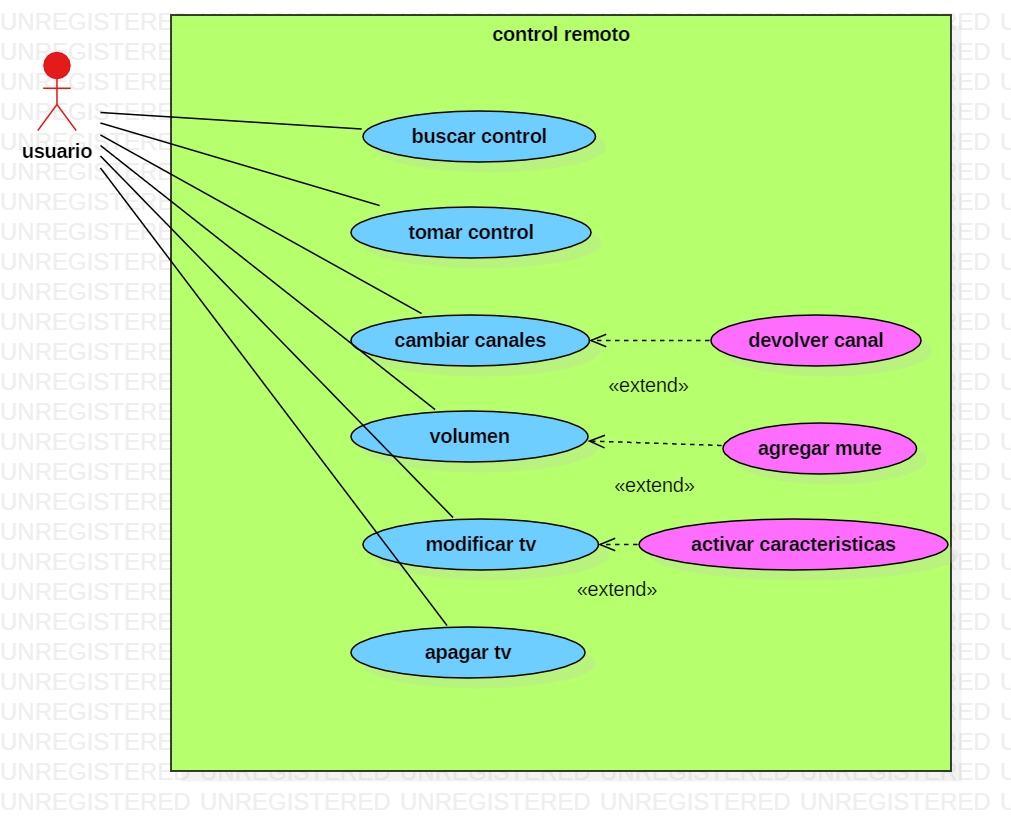 control remoto
usuario
buscar control
tomar control
cambiar canales
devolver canal
«extend»
volumen
agregar mute
«extend»
modificar tv
activar caracteristicas
«extend»
apagar tv
UNREGISTERED UNREGISTERED UNREGISTERED UNREGISTERED UNREGISTERED U